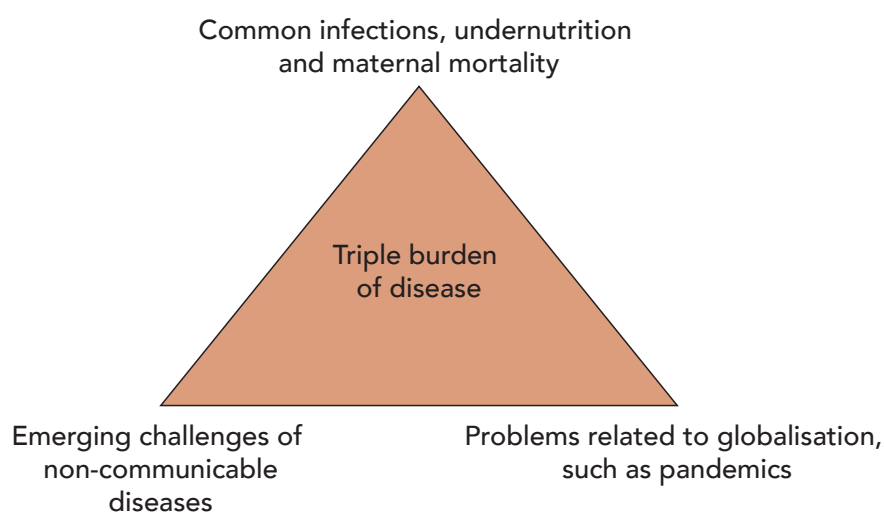 Common infections, undernutrition
and maternal mortality
Triple burden
of disease
Emerging challenges of
non-communicable
diseases
Problems related to globalisation,
such as pandemics